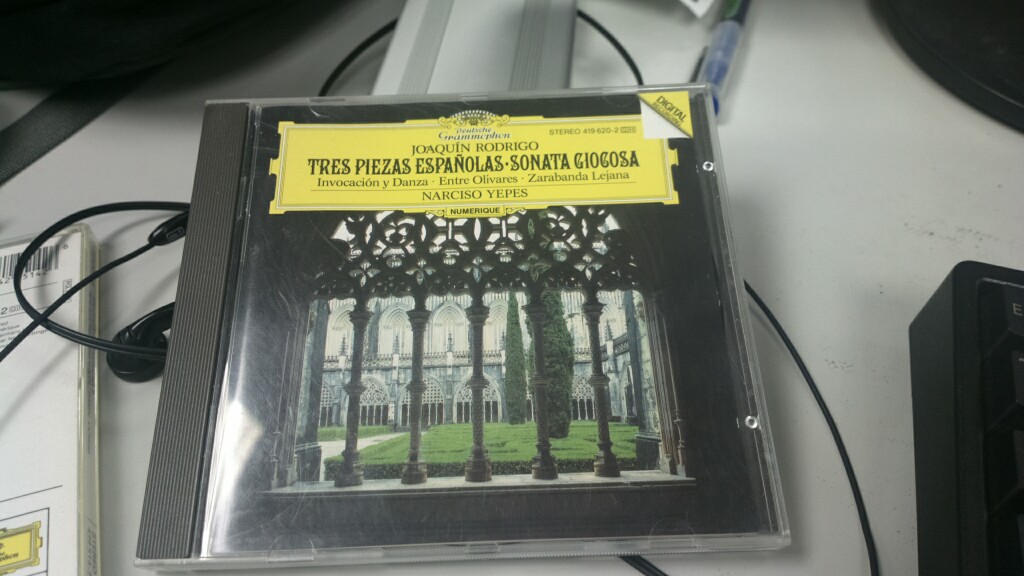 Deutsche
Grammophon
STEREO 419 620-2
DIGITAL
JOAQUÍN RODRIGO
TRES PIEZAS ESPAÑOLAS · SONATA GIOCOSA
Invocación y Danza · Entre Olivares · Zarabanda Lejana
NARCISO YEPES
NUMERIQUE